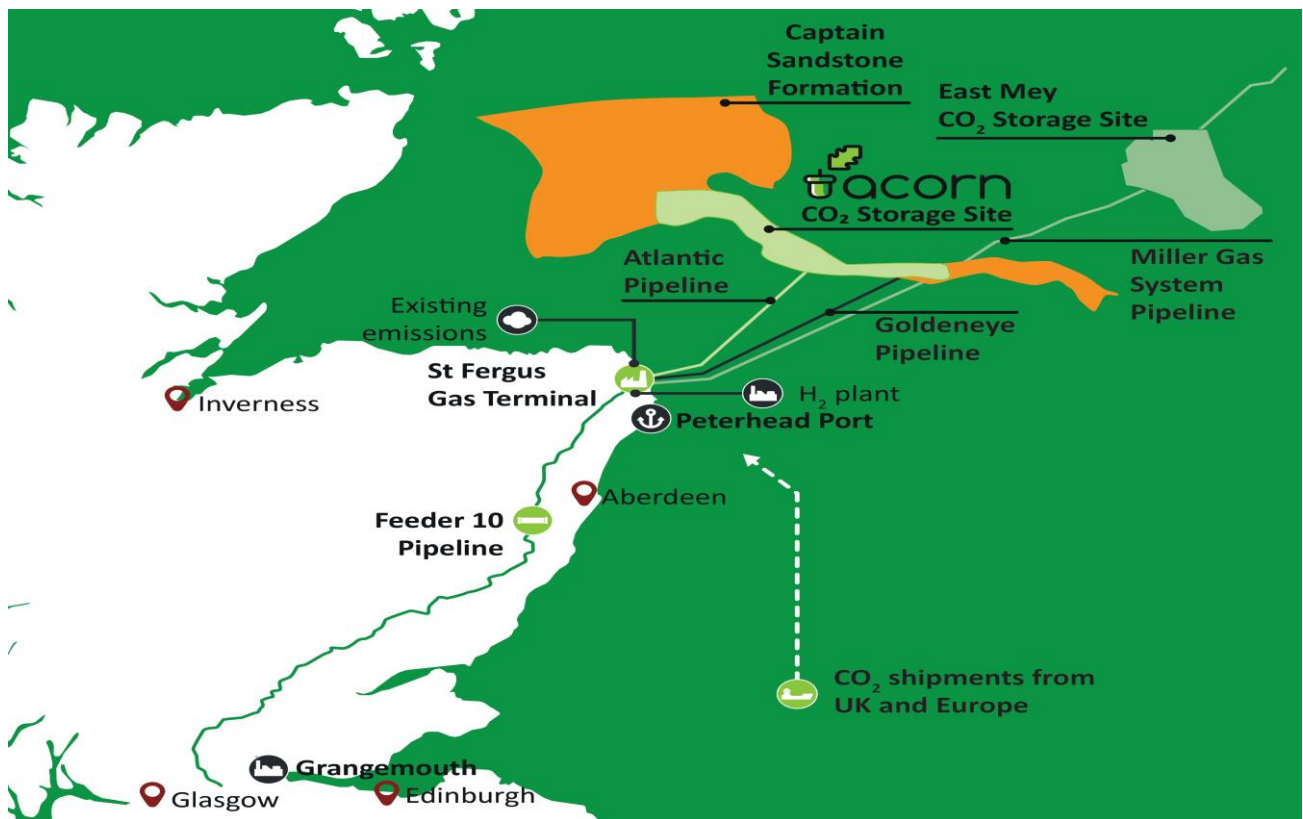 Captain
Sandstone
Formation
East Mey
CO₂ Storage Site
acorn
CO₂ Storage Site
Atlantic
Pipeline
Miller Gas
System
Pipeline
Existing
emissions
Goldeneye
Pipeline
St Fergus
Gas Terminal
H₂ plant
Inverness
Peterhead Port
Aberdeen
Feeder 10
Pipeline
CO₂ shipments from
UK and Europe
Grangemouth
Glasgow
Edinburgh